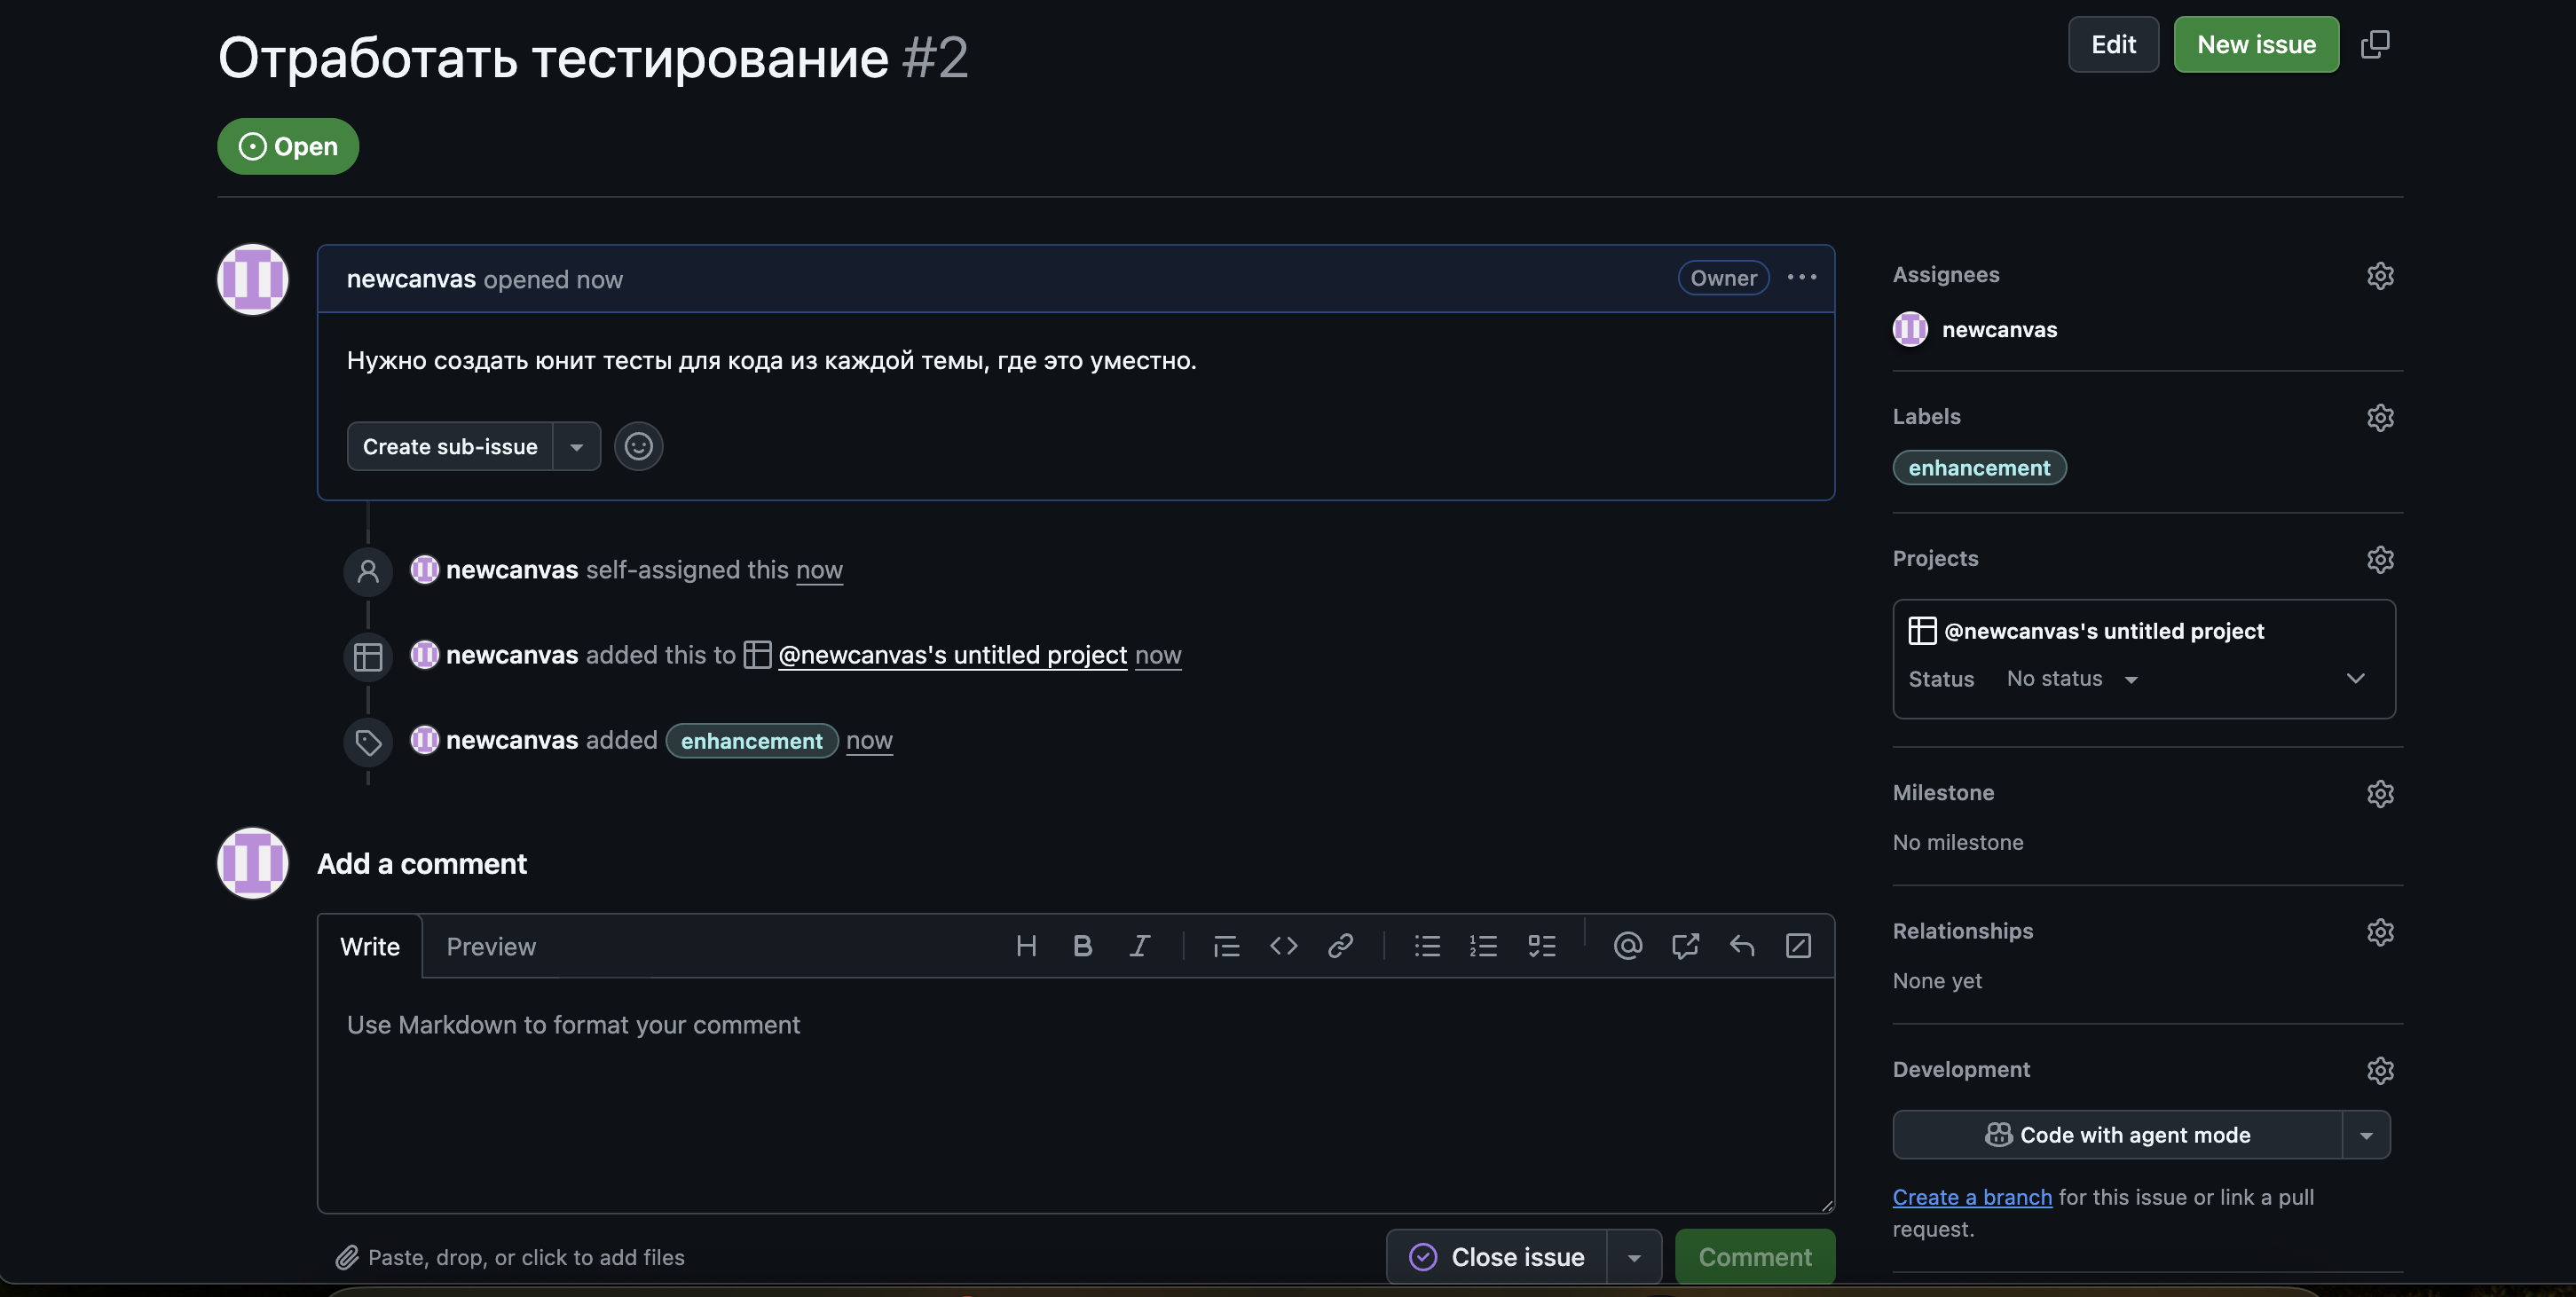 Отработать тестирование #2
Edit
New issue
Open
newcanvas opened now
Owner
Нужно создать юнит тесты для кода из каждой темы, где это уместно.
Create sub-issue
newcanvas self-assigned this now
newcanvas added this to @newcanvas's untitled project now
newcanvas added enhancement now
Add a comment
Write
Preview
Use Markdown to format your comment
Paste, drop, or click to add files
Close issue
Comment
Assignees
newcanvas
Labels
enhancement
Projects
@newcanvas's untitled project
Status No status
Milestone
No milestone
Relationships
None yet
Development
Code with agent mode
Create a branch for this issue or link a pull
request.